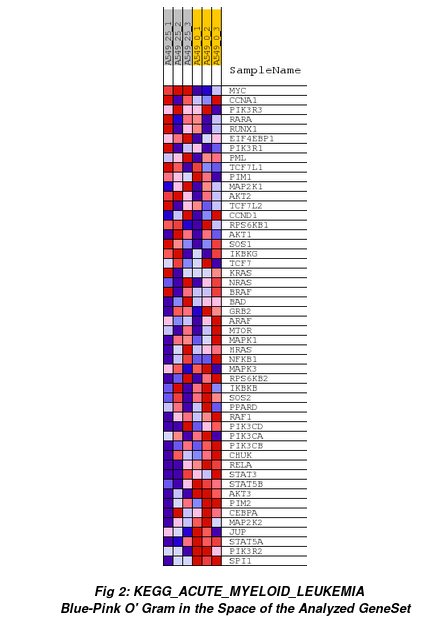 A549_25_1 A549_25_2 A549_25_3 A549_0_1 A549_0_2 A549_0_3
SampleName
MYC
CCNA1
PIK3R3
RARA
RUNX1
EIF4EBP1
PIK3R1
PML
TCF7L1
PIM1
MAP2K1
AKT2
TCF7L2
CCND1
RPS6KB1
AKT1
SOS1
IKBKG
TCF7
KRAS
NRAS
BRAF
BAD
GRB2
ARAF
MTOR
MAPK1
HRAS
NFKB1
MAPK3
RPS6KB2
IKBKB
SOS2
PPARD
RAF1
PIK3CD
PIK3CA
PIK3CB
CHUK
RELA
STAT3
STAT5B
AKT3
PIM2
CEBPA
MAP2K2
JUP
STAT5A
PIK3R2
SPI1
Fig 2: KEGG_ACUTE_MYELOID_LEUKEMIA
Blue-Pink O' Gram in the Space of the Analyzed GeneSet